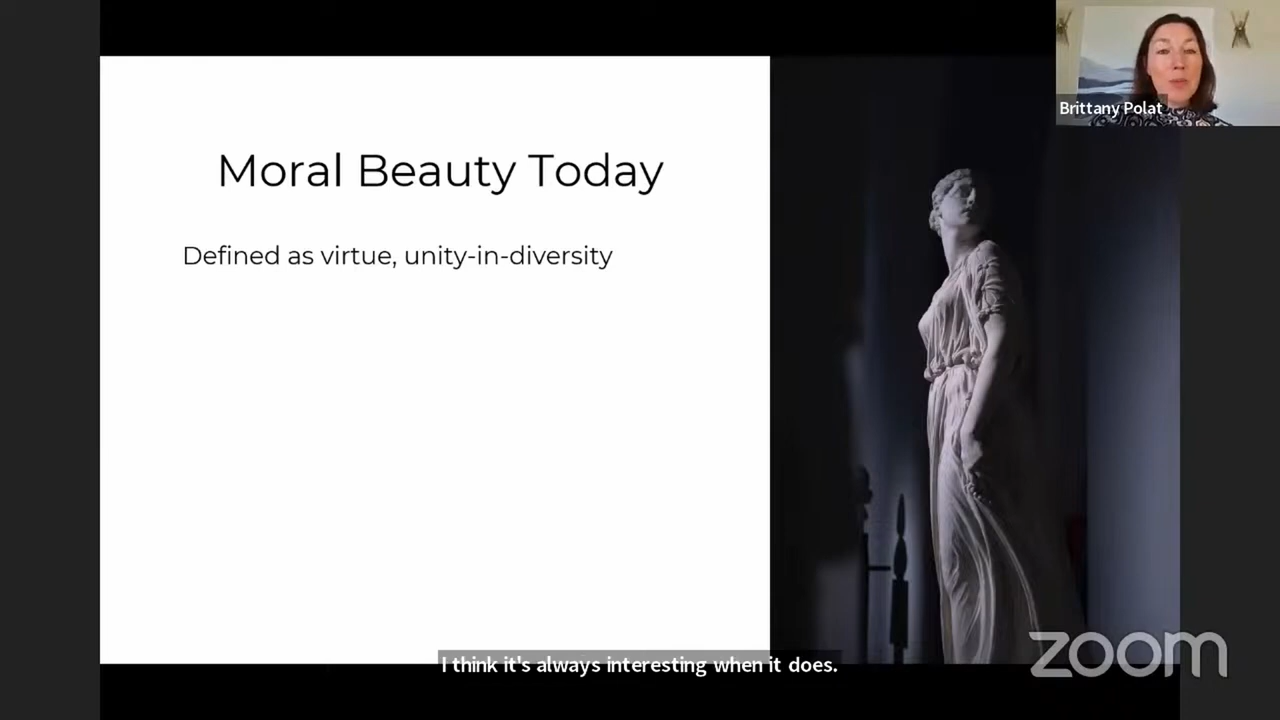 Brittany Polat
Moral Beauty Today
Defined as virtue, unity-in-diversity
I think it's always interesting when it does.
zoom